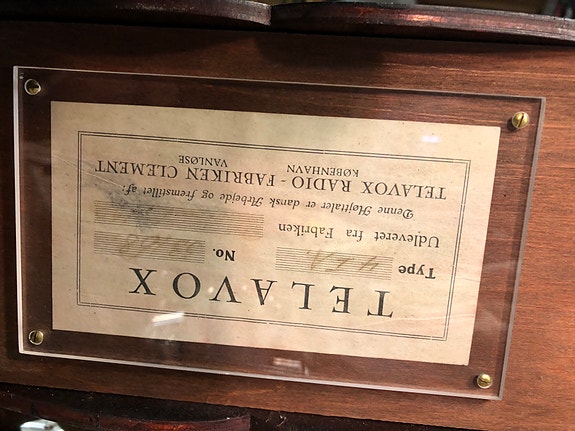 TELAVOX
Type No.
Udleveret fra Fabriken
Denne Højttaler er dansk Arbejde og fremstillet af:
TELAVOX RADIO - FABRIKEN CLEMENT
KØBENHAVN VANLØSE